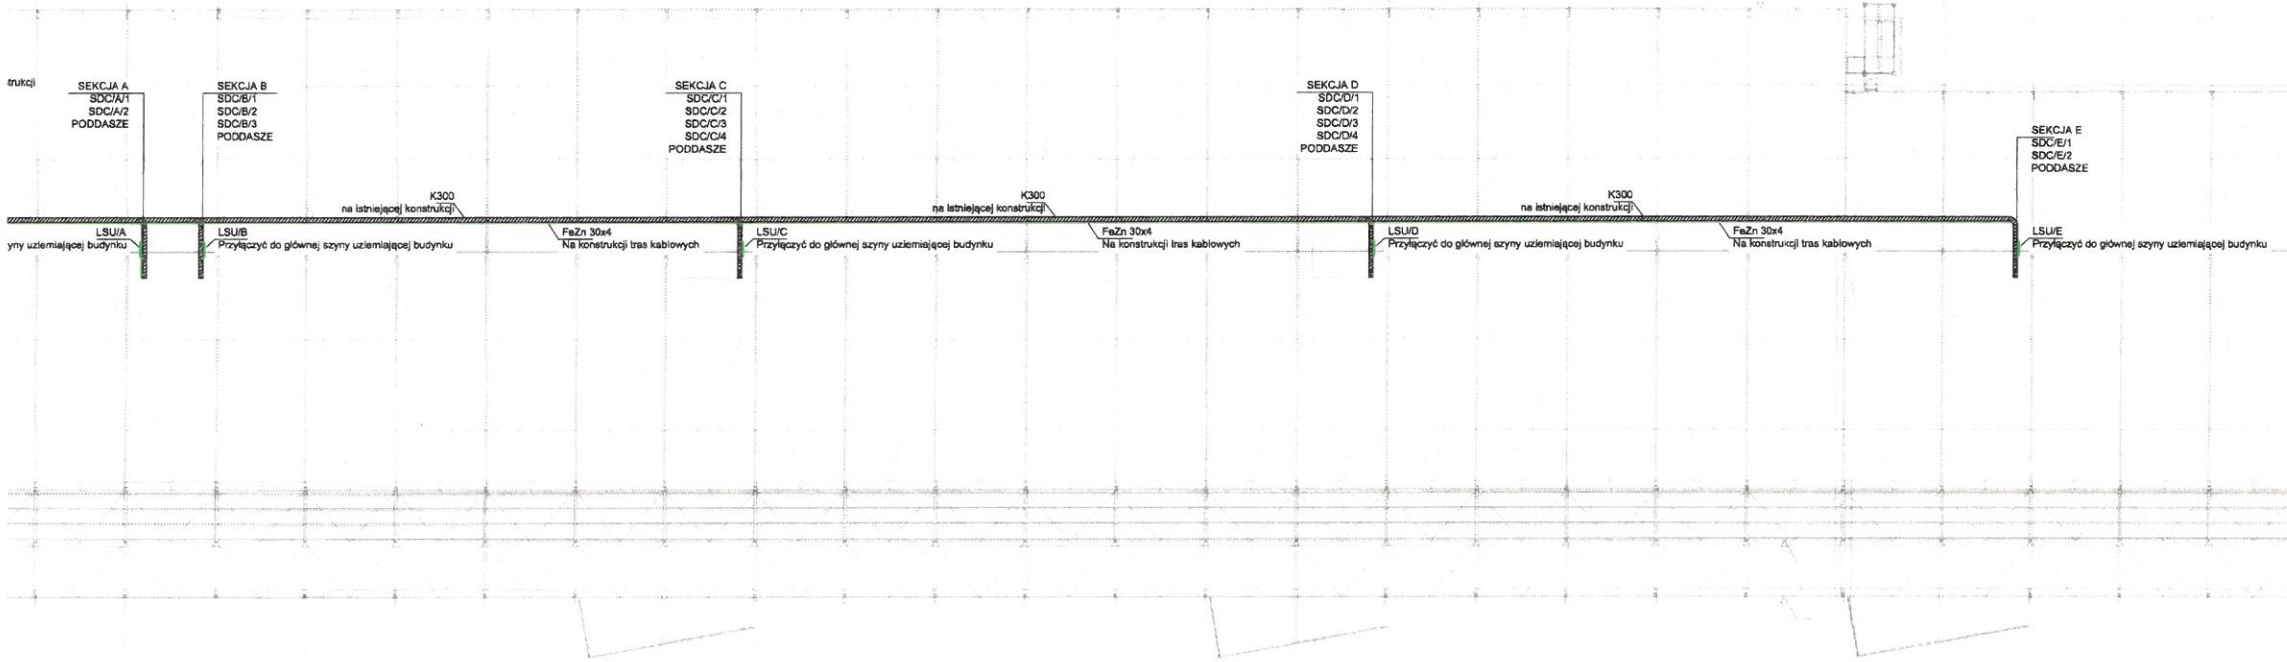 trukcji
SEKCJA A
SDC/A/1
SDC/A/2
PODDASZE
SEKCJA B
SDC/B/1
SDC/B/2
SDC/B/3
PODDASZE
SEKCJA C
SDC/C/1
SDC/C/2
SDC/C/3
SDC/C/4
PODDASZE
SEKCJA D
SDC/D/1
SDC/D/2
SDC/D/3
SDC/D/4
PODDASZE
SEKCJA E
SDC/E/1
SDC/E/2
PODDASZE
K300
na istniejącej konstrukcji
K300
na istniejącej konstrukcji
K300
na istniejącej konstrukcji
LSU/A
yny uziemiającej budynku
LSU/B
Przyłączyć do głównej szyny uziemiającej budynku
FeZn 30x4
Na konstrukcji tras kablowych
LSU/C
Przyłączyć do głównej szyny uziemiającej budynku
FeZn 30x4
Na konstrukcji tras kablowych
LSU/D
Przyłączyć do głównej szyny uziemiającej budynku
FeZn 30x4
Na konstrukcji tras kablowych
LSU/E
Przyłączyć do głównej szyny uziemiającej budynku